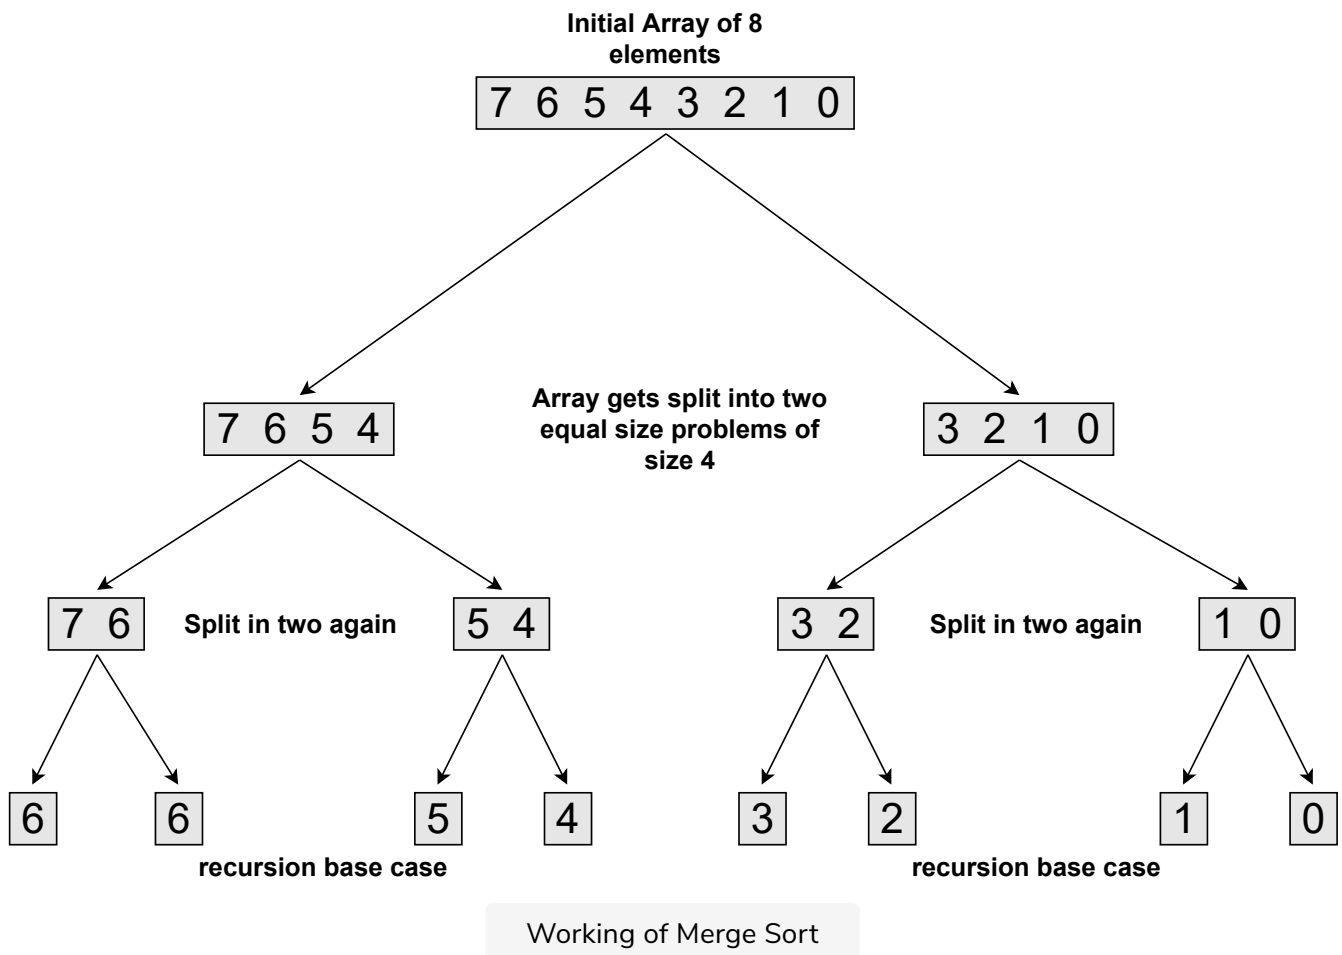 Initial Array of 8
elements
7 6 5 4 3 2 1 0
Array gets split into two
equal size problems of
size 4
7 6 5 4
3 2 1 0
7 6
Split in two again
5 4
3 2
Split in two again
1 0
6
6
5
4
3
2
1
0
recursion base case
recursion base case
Working of Merge Sort